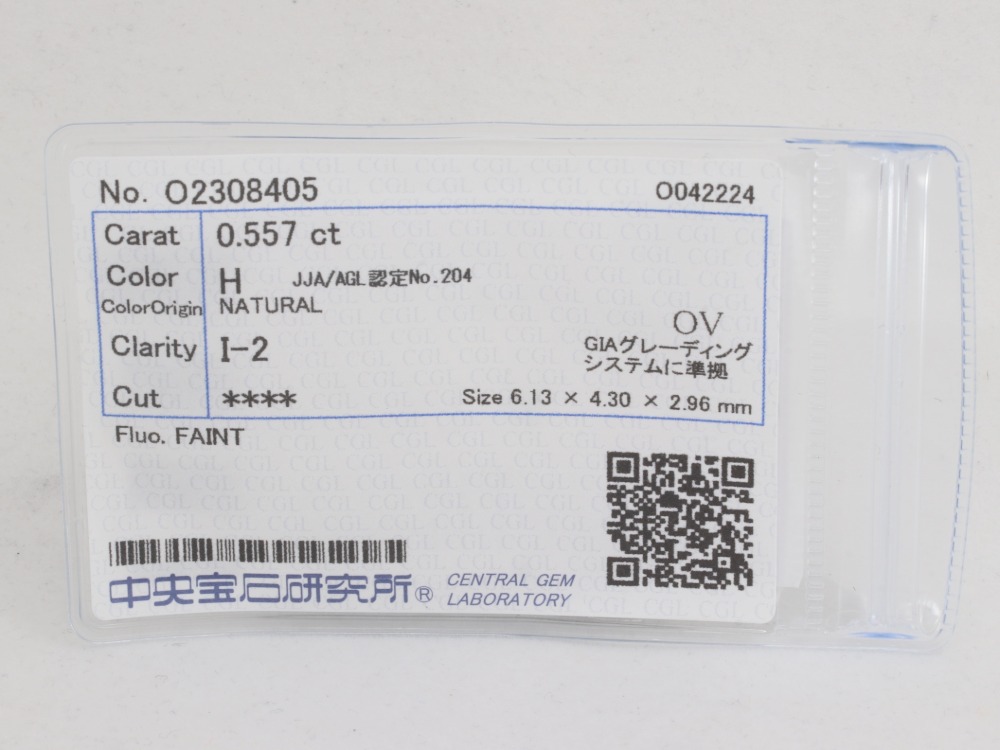 No. O2308405 O042224
Carat 0.557 ct
Color H JJA/AGL認定No.204
ColorOrigin NATURAL
OV
Clarity I-2 GIAグレーディング
システムに準拠
Cut **** Size 6.13 × 4.30 × 2.96 mm
Fluo. FAINT
中央宝石研究所® CENTRAL GEM
LABORATORY